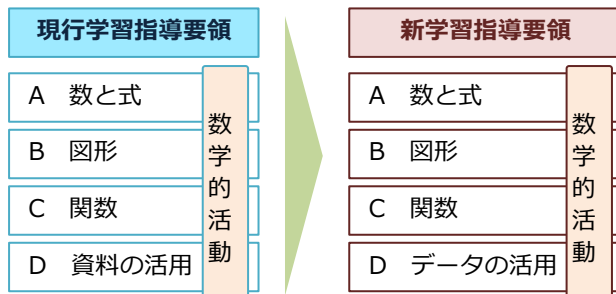 現行学習指導要領
A 数と式
B 図形
C 関数
D 資料の活用
数学的活動
新学習指導要領
A 数と式
B 図形
C 関数
D データの活用
数学的活動